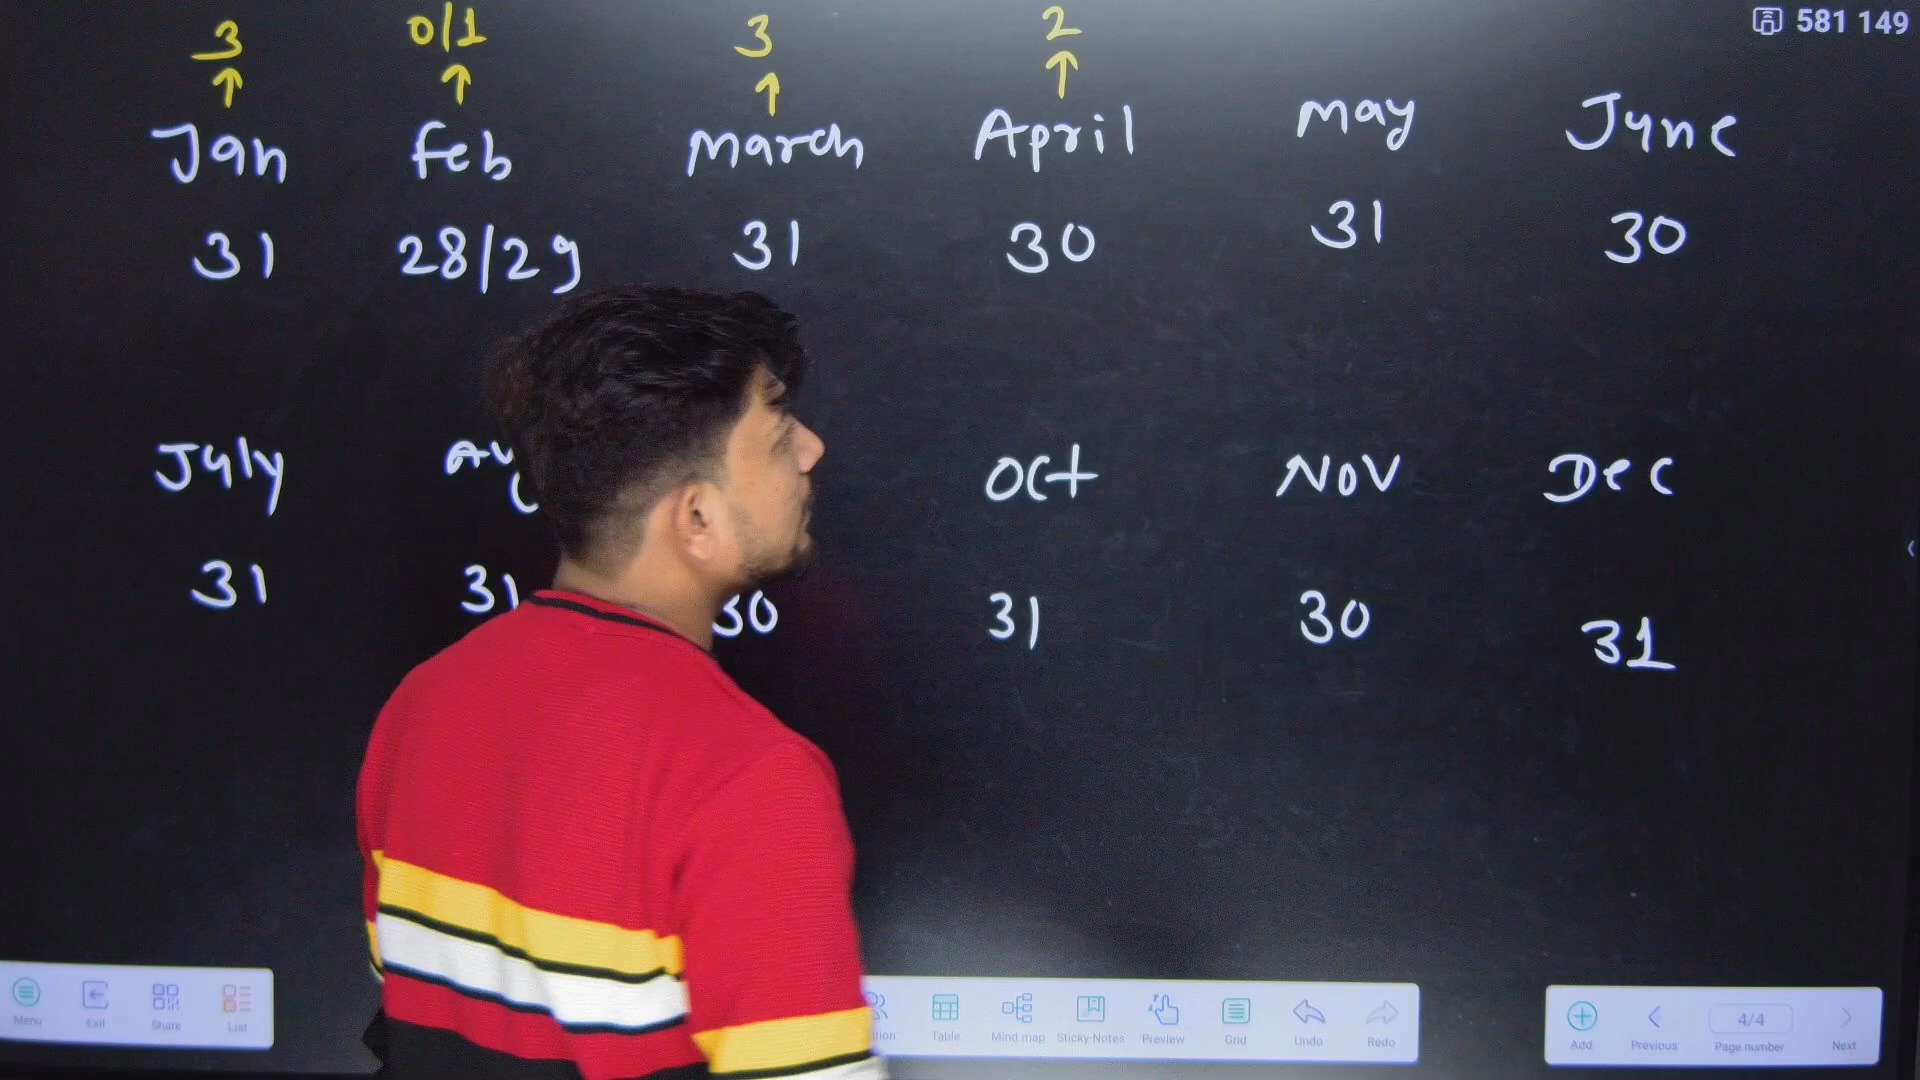 581 149
3 0/1 3 2
Jan Feb March April May June
31 28/29 31 30 31 30
July Oct Nov Dec
31 31 30 31 30 31
Menu Exit Share List Table Mind map Sticky-Notes Preview Grid Undo Redo Add Previous 4/4 Page number Next